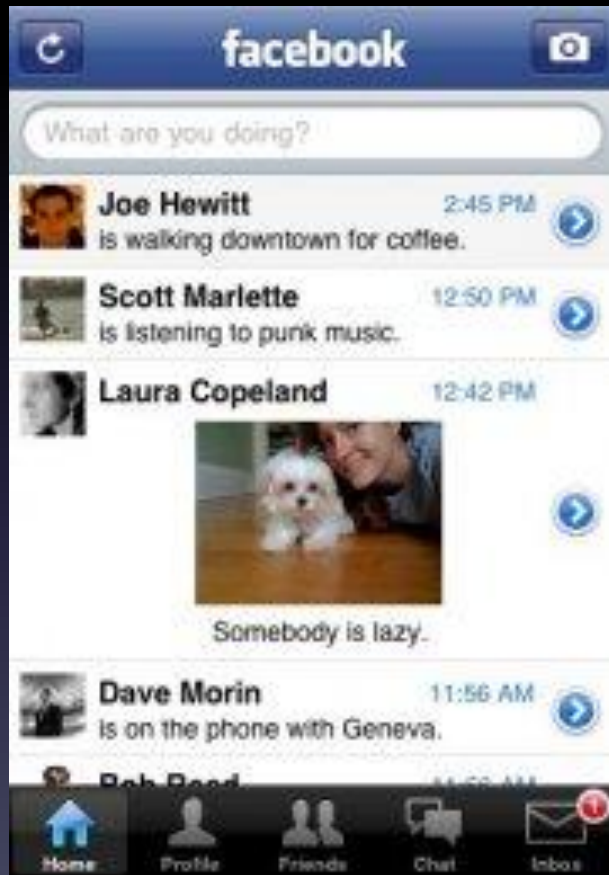 facebook
What are you doing?
Joe Hewitt 2:45 PM
is walking downtown for coffee.
Scott Marlette 12:50 PM
is listening to punk music.
Laura Copeland 12:42 PM
Somebody is lazy.
Dave Morin 11:56 AM
is on the phone with Geneva.
Home Profile Friends Chat Inbox 1